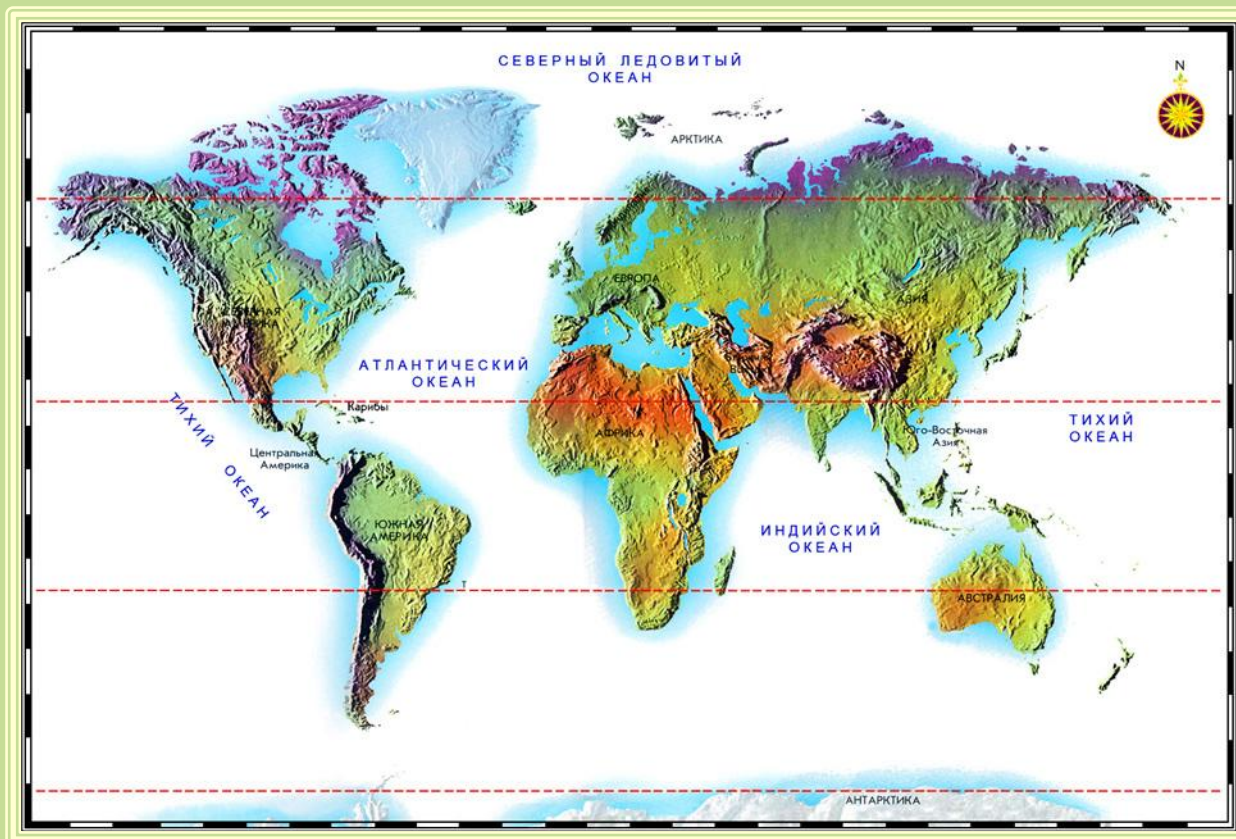 СЕВЕРНЫЙ ЛЕДОВИТЫЙ
ОКЕАН
N
АРКТИКА
ЕВРОПА
АЗИЯ
АТЛАНТИЧЕСКИЙ
ОКЕАН
Карибы
ТИХИЙ ОКЕАН
ТИХИЙ
ОКЕАН
АФРИКА
Юго-Восточная
Азия
Центральная
Америка
ЮЖНАЯ
АМЕРИКА
ИНДИЙСКИЙ
ОКЕАН
Т
АВСТРАЛИЯ
АНТАРКТИКА